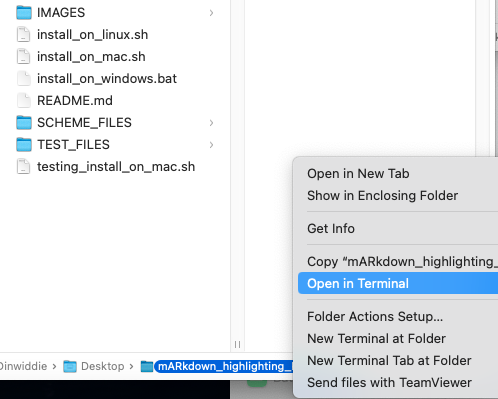 IMAGES
install_on_linux.sh
install_on_mac.sh
install_on_windows.bat
README.md
SCHEME_FILES
TEST_FILES
testing_install_on_mac.sh
Open in New Tab
Show in Enclosing Folder
Get Info
Copy “mARkdown_highlighting_
Open in Terminal
Folder Actions Setup...
New Terminal at Folder
New Terminal Tab at Folder
Send files with TeamViewer
Dinwiddie › Desktop › mARkdown_highlighting_